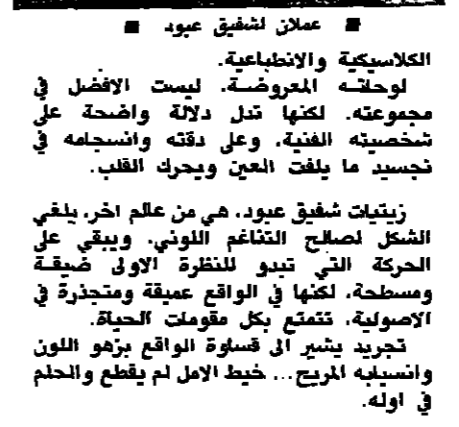 ■ عملان لشفيق عبود ■
الكلاسيكية والانطباعية.
لوحاته المعروضة، ليست الافضل في
مجموعته، لكنها تدل دلالة واضحة على
شخصيته الفنية، وعلى دقته وانسجامه في
تجسيد ما يلفت العين ويحرك القلب.
زيتيات شفيق عبود، هي من عالم اخر، يلغي
الشكل لصالح التناغم اللوني، ويبقي على
الحركة التي تبدو للنظرة الاولى ضيقة
ومسطحة، لكنها في الواقع عميقة ومتجذرة في
الاصولية، تتمتع بكل مقومات الحياة.
تجريد يشير الى قساوة الواقع بزهو اللون
وانسيابه المريح... خيط الامل لم يقطع والحلم
في اوله.